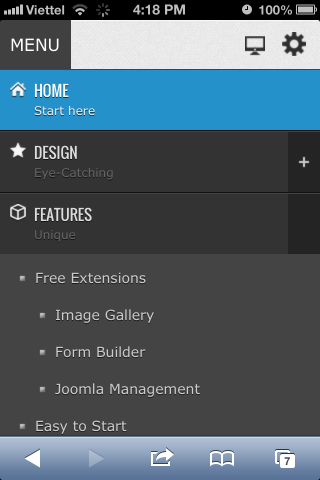 Viettel 4:18 PM 100%
MENU
HOME
Start here
DESIGN
Eye-Catching
+
FEATURES
Unique
Free Extensions
Image Gallery
Form Builder
Joomla Management
Easy to Start
7